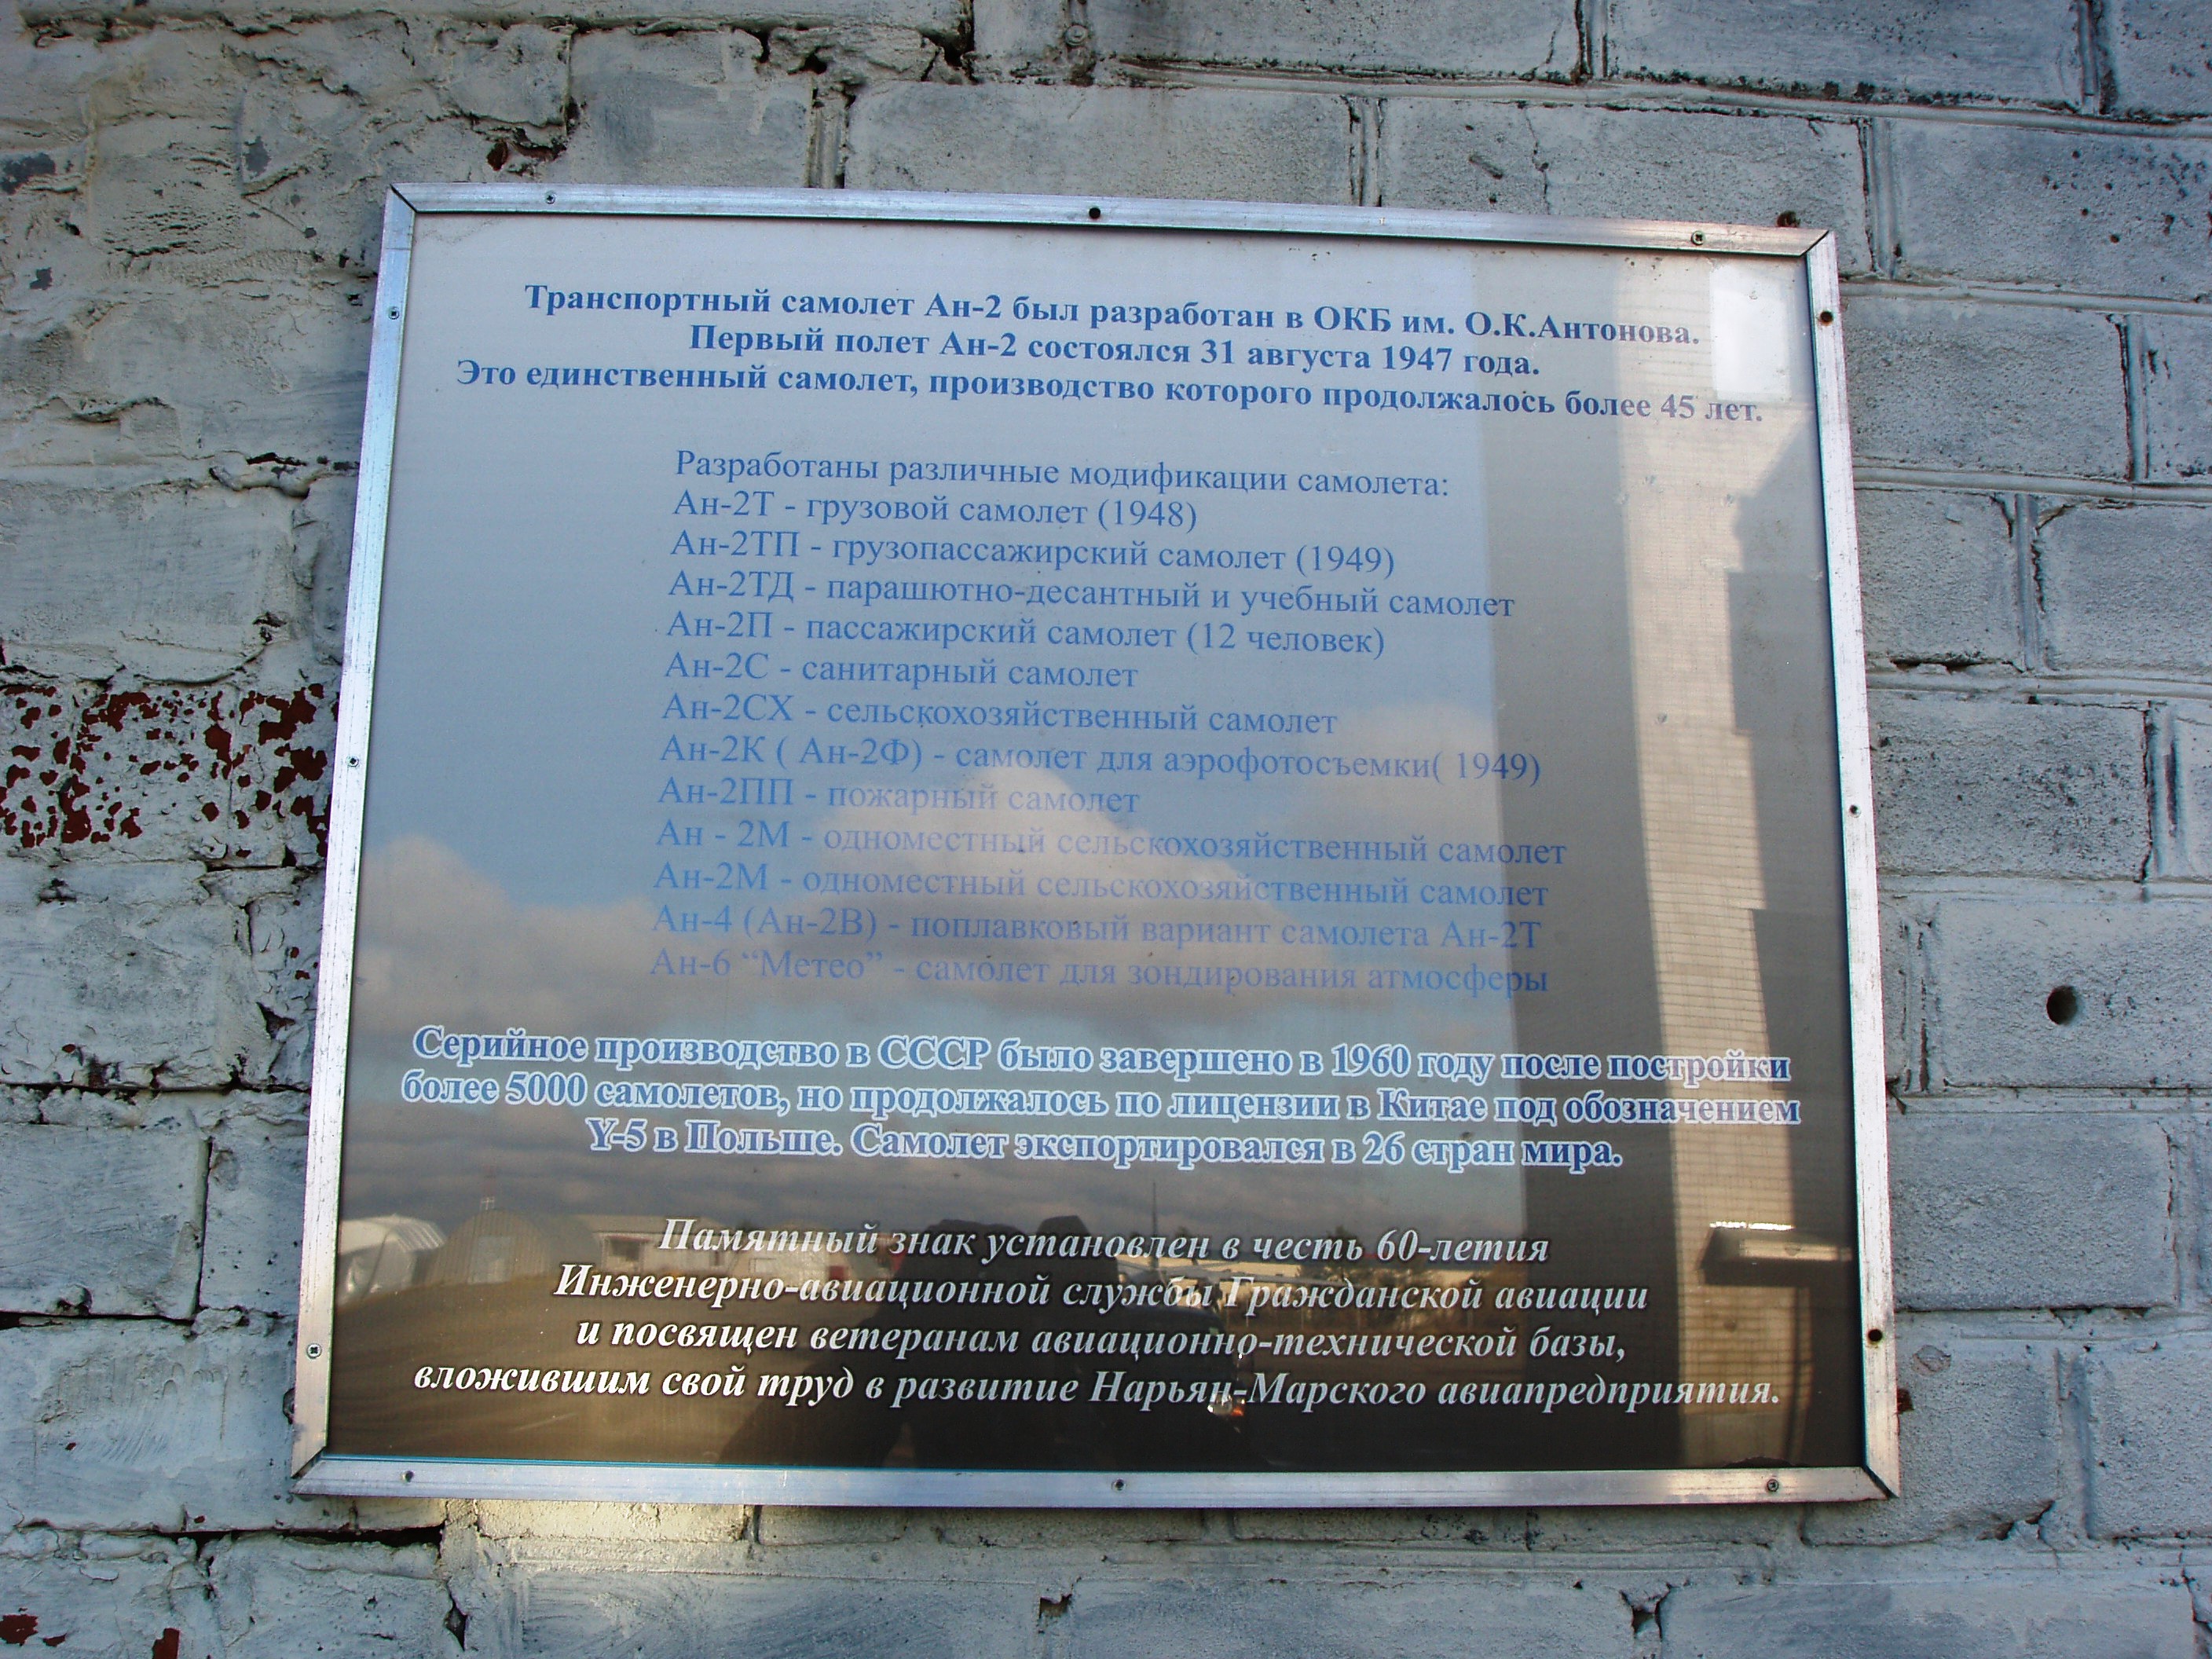 Транспортный самолет Ан-2 был разработан в ОКБ им. О.К.Антонова.
Первый полет Ан-2 состоялся 31 августа 1947 года.
Это единственный самолет, производство которого продолжалось более 45 лет.
Разработаны различные модификации самолета:
Ан-2Т - грузовой самолет (1948)
Ан-2ТП - грузопассажирский самолет (1949)
Ан-2ТД - парашютно-десантный и учебный самолет
Ан-2П - пассажирский самолет (12 человек)
Ан-2С - санитарный самолет
Ан-2СХ - сельскохозяйственный самолет
Ан-2К ( Ан-2Ф) - самолет для аэрофотосъемки( 1949)
Ан-2ПП - пожарный самолет
Ан - 2М - одноместный сельскохозяйственный самолет
Ан-2М - одноместный сельскохозяйственный самолет
Ан-4 (Ан-2В) - поплавковый вариант самолета Ан-2Т
Ан-6 “Метео” - самолет для зондирования атмосферы
Серийное производство в СССР было завершено в 1960 году после постройки
более 5000 самолетов, но продолжалось по лицензии в Китае под обозначением
Y-5 в Польше. Самолет экспортировался в 26 стран мира.
Памятный знак установлен в честь 60-летия
Инженерно-авиационной службы Гражданской авиации
и посвящен ветеранам авиационно-технической базы,
вложившим свой труд в развитие Нарьян-Марского авиапредприятия.